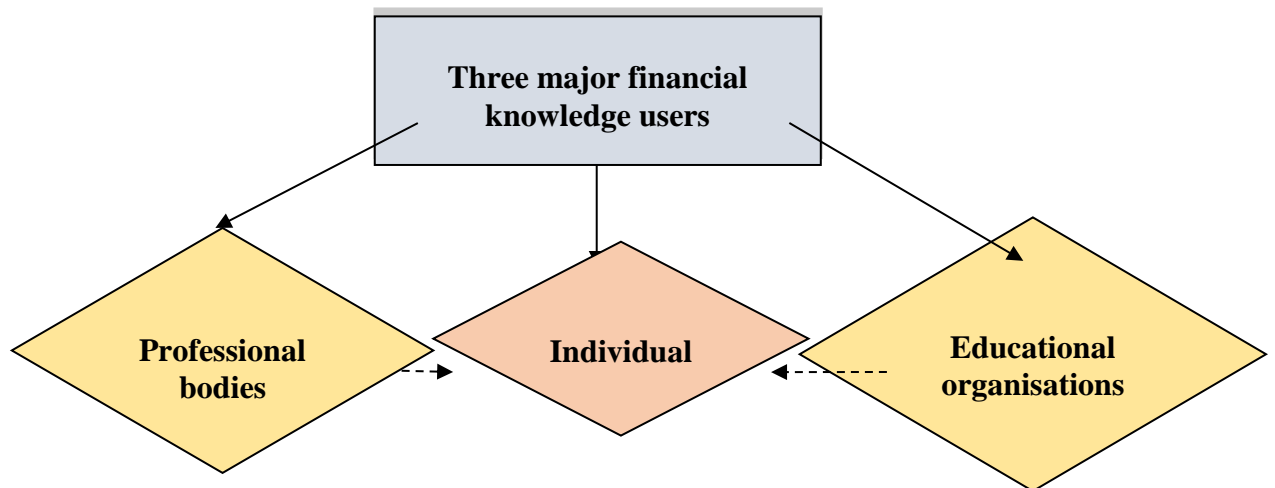 Three major financial
knowledge users
Professional
bodies
Individual
Educational
organisations